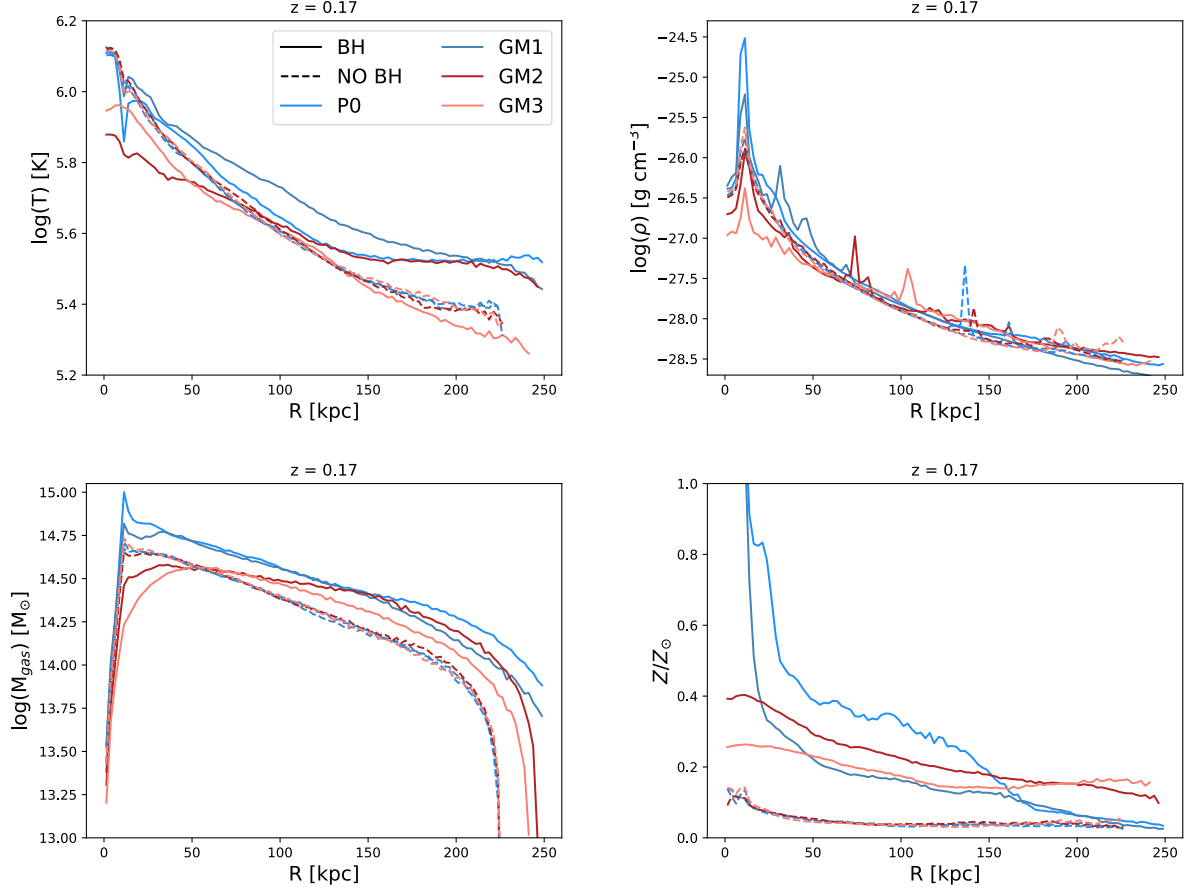 z = 0.17
log(T) [K]
6.2
6.0
5.8
5.6
5.4
5.2
BH
NO BH
P0
GM1
GM2
GM3
0 50 100 150 200 250
R [kpc]
z = 0.17
log(ρ) [g cm⁻³]
−24.5
−25.0
−25.5
−26.0
−26.5
−27.0
−27.5
−28.0
−28.5
0 50 100 150 200 250
R [kpc]
z = 0.17
log(M_gas) [M_⊙]
15.00
14.75
14.50
14.25
14.00
13.75
13.50
13.25
13.00
0 50 100 150 200 250
R [kpc]
z = 0.17
Z/Z_⊙
1.0
0.8
0.6
0.4
0.2
0.0
0 50 100 150 200 250
R [kpc]